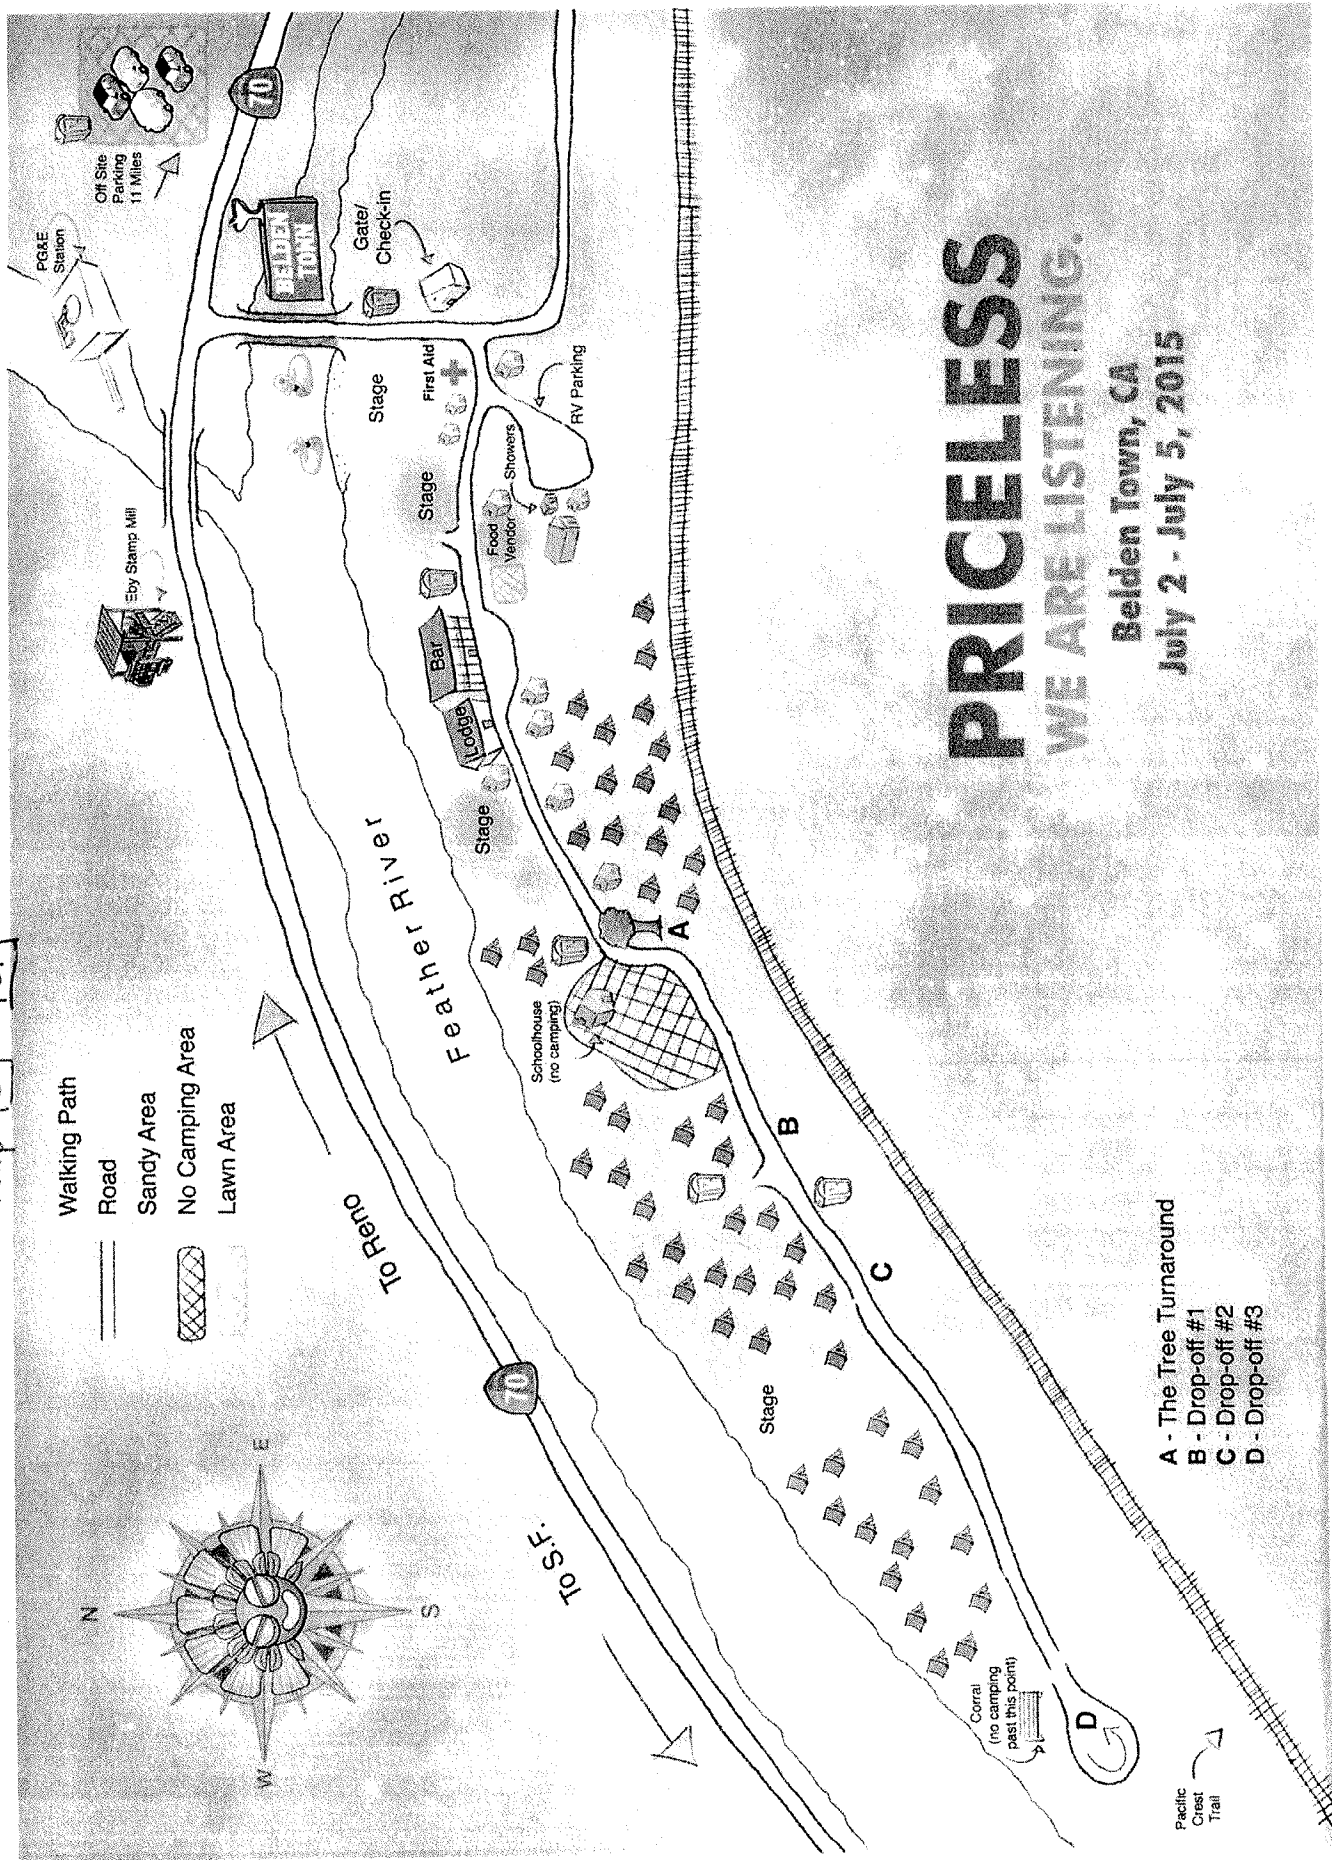 Walking Path
Road
Sandy Area
No Camping Area
Lawn Area
N
E
S
W
To Reno
To S.F.
70
70
Feather River
Eby Stamp Mill
PG&E
Station
Off Site
Parking
11 Miles
BELDEN
TOWN
Gate/
Check-in
Stage
First Aid
Stage
RV Parking
Showers
Food
Vendor
Bar
Lodge
Stage
Schoolhouse
(no camping)
A
B
C
Stage
Corral
(no camping
past this point)
D
Pacific
Crest
Trail
A - The Tree Turnaround
B - Drop-off #1
C - Drop-off #2
D - Drop-off #3
PRICELESS
WE ARE LISTENING.
Belden Town, CA
July 2 - July 5, 2015